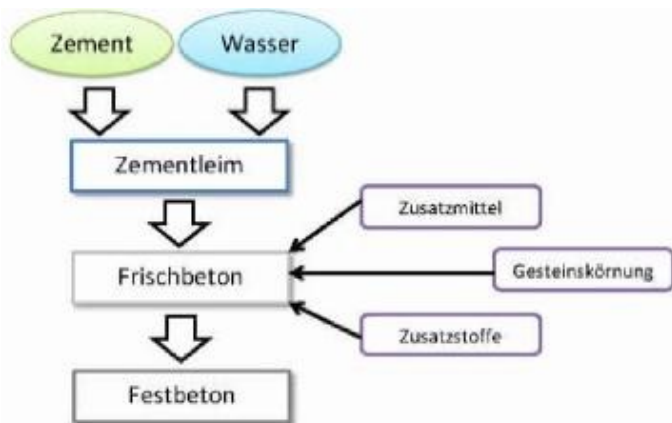 Zement
Wasser
Zementleim
Zusatzmittel
Frischbeton
Gesteinskörnung
Zusatzstoffe
Festbeton